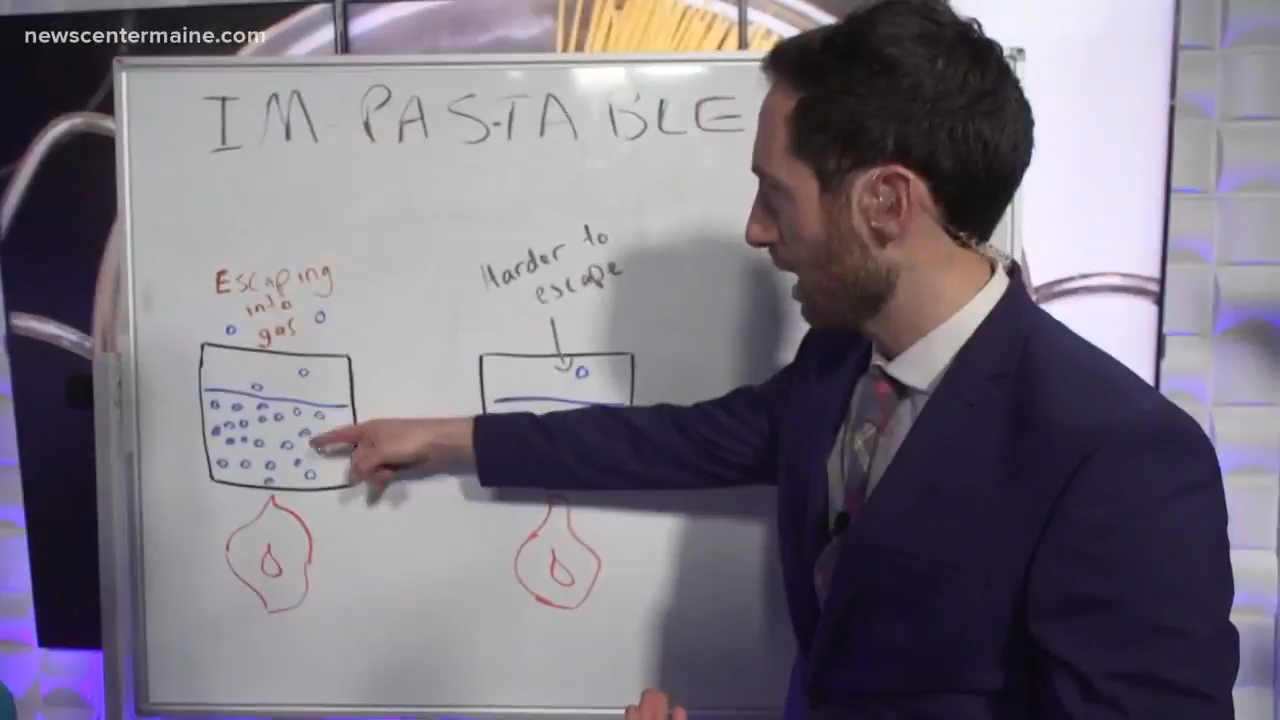 newscentermaine.com
IM-PASTABLE
Escaping
into
gas
Harder to
escape